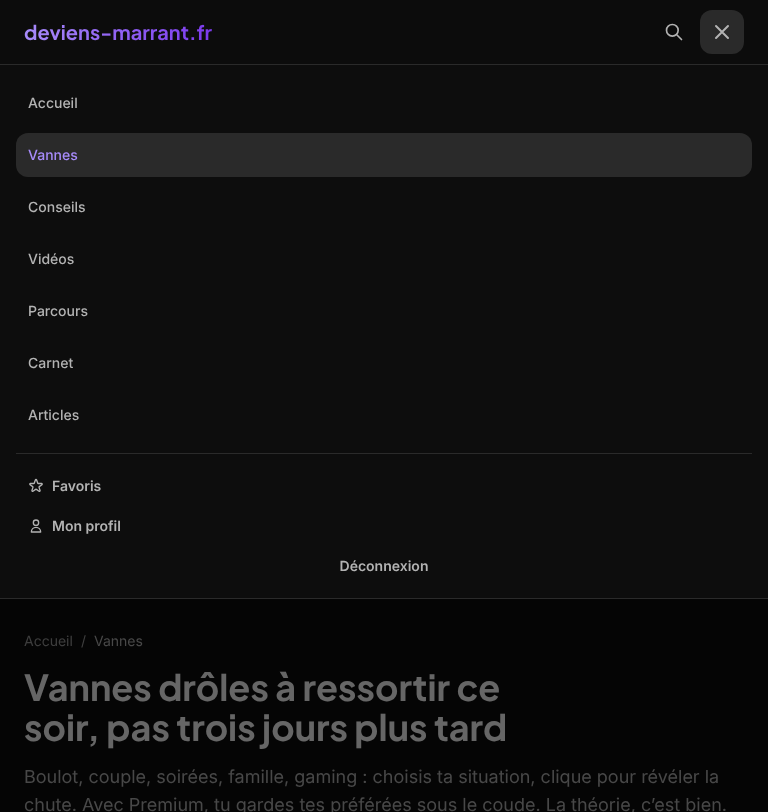 deviens-marrant.fr
Accueil
Vannes
Conseils
Vidéos
Parcours
Carnet
Articles
Favoris
Mon profil
Déconnexion
Accueil / Vannes
Vannes drôles à ressortir ce
soir, pas trois jours plus tard
Boulot, couple, soirées, famille, gaming : choisis ta situation, clique pour révéler la
chute. Avec Premium, tu gardes tes préférées sous le coude. La théorie, c’est bien.